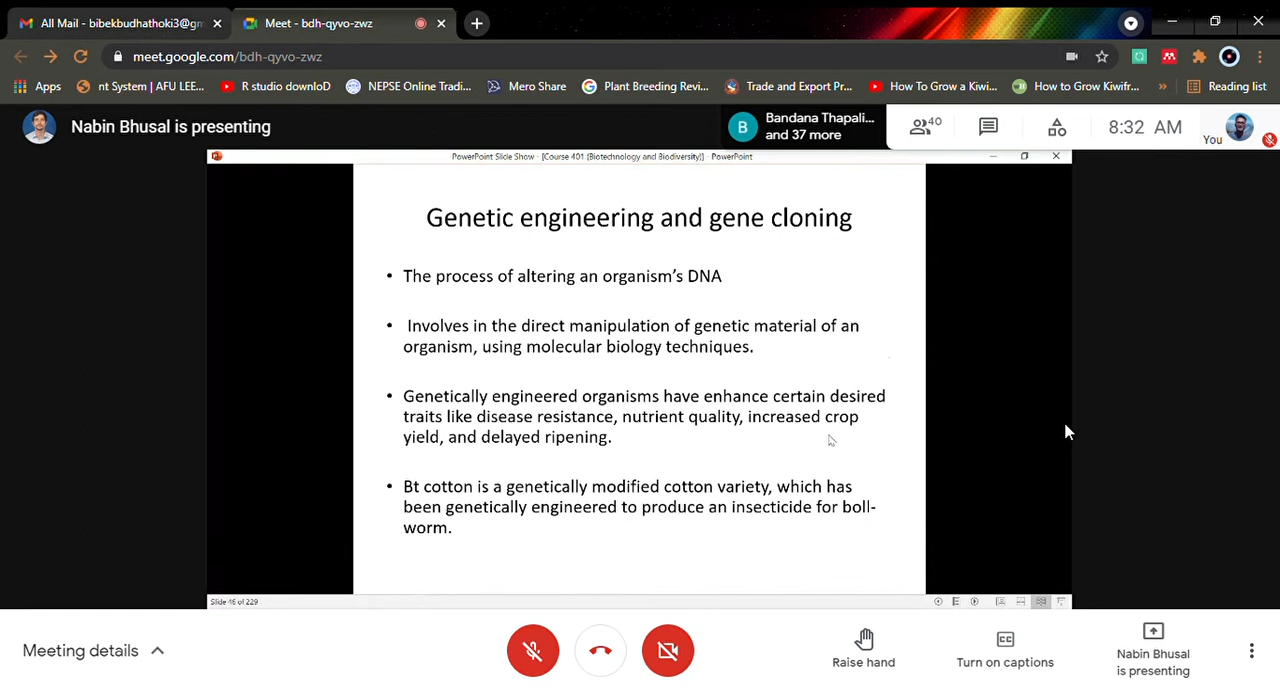 All Mail - bibekbudhathoki3@gm
Meet - bdh-qyvo-zwz
meet.google.com/bdh-qyvo-zwz
Apps
nt System | AFU LEE...
R studio downloD
NEPSE Online Tradi...
Mero Share
Plant Breeding Revi...
Trade and Export Pr...
How To Grow a Kiwi...
How to Grow Kiwifr...
»
Reading list
Nabin Bhusal is presenting
B
Bandana Thapali...
and 37 more
40
8:32 AM
You
PowerPoint Slide Show - [Course 401 (Biotechnology and Biodiversity)] - PowerPoint
Genetic engineering and gene cloning
• The process of altering an organism's DNA
• Involves in the direct manipulation of genetic material of an
organism, using molecular biology techniques.
• Genetically engineered organisms have enhance certain desired
traits like disease resistance, nutrient quality, increased crop
yield, and delayed ripening.
• Bt cotton is a genetically modified cotton variety, which has
been genetically engineered to produce an insecticide for boll-
worm.
Slide 46 of 229
Meeting details
Raise hand
CC
Turn on captions
Nabin Bhusal
is presenting